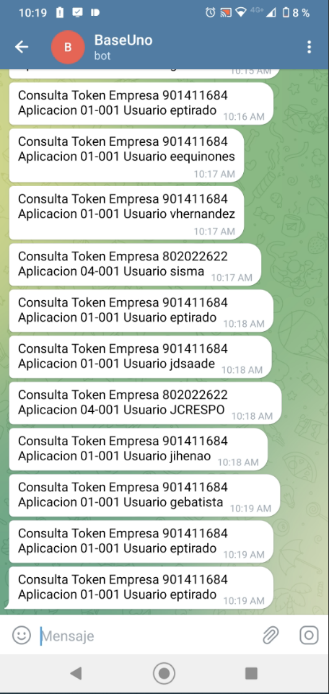 10:19
4G+
8 %
B
BaseUno
bot
10:15 AM
Consulta Token Empresa 901411684
Aplicacion 01-001 Usuario eptirado 10:16 AM
Consulta Token Empresa 901411684
Aplicacion 01-001 Usuario eequinones
10:17 AM
Consulta Token Empresa 901411684
Aplicacion 01-001 Usuario vhernandez
10:17 AM
Consulta Token Empresa 802022622
Aplicacion 04-001 Usuario sisma 10:17 AM
Consulta Token Empresa 901411684
Aplicacion 01-001 Usuario eptirado 10:18 AM
Consulta Token Empresa 901411684
Aplicacion 01-001 Usuario jdsaade 10:18 AM
Consulta Token Empresa 802022622
Aplicacion 04-001 Usuario JCRESPO 10:18 AM
Consulta Token Empresa 901411684
Aplicacion 01-001 Usuario jihenao 10:18 AM
Consulta Token Empresa 901411684
Aplicacion 01-001 Usuario gebatista 10:19 AM
Consulta Token Empresa 901411684
Aplicacion 01-001 Usuario eptirado 10:19 AM
Consulta Token Empresa 901411684
Aplicacion 01-001 Usuario eptirado 10:19 AM
Mensaje